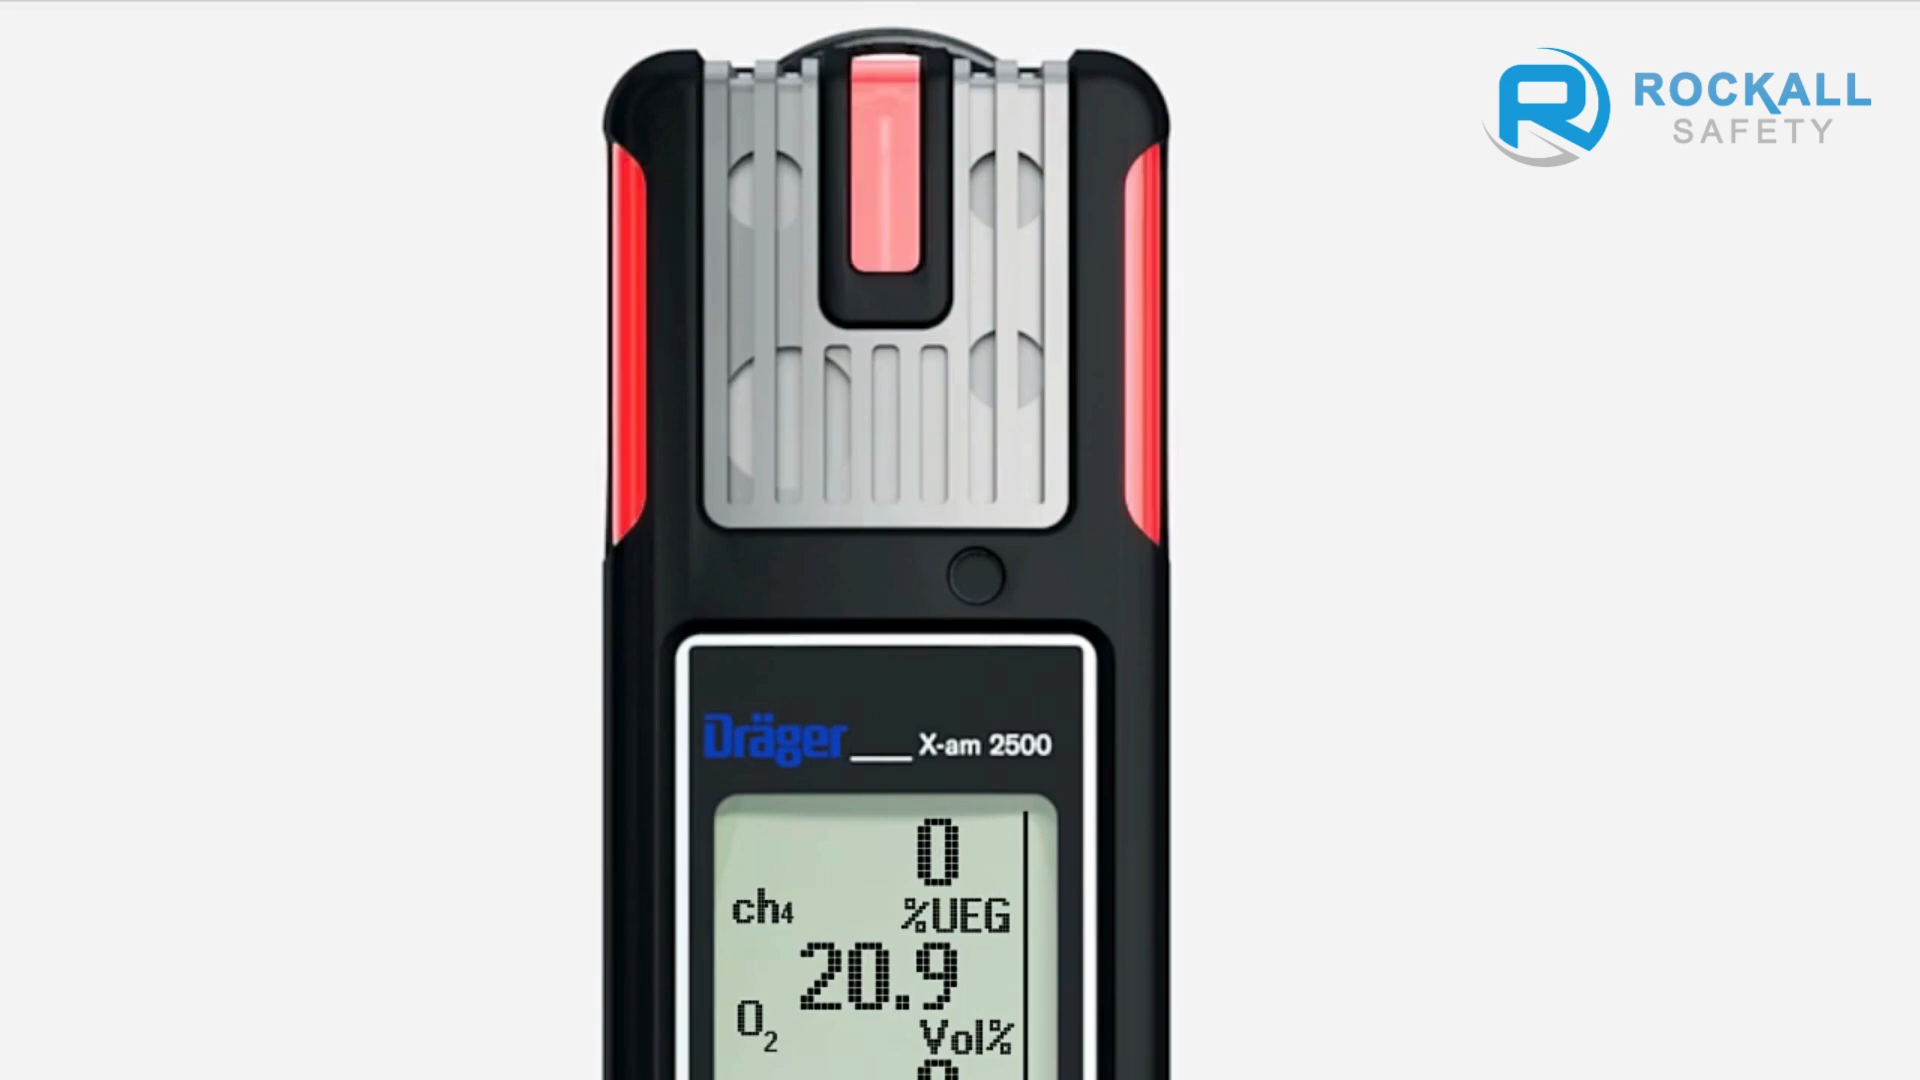 ROCKALL
SAFETY
Dräger X-am 2500
0
ch4 %UEG
20.9
O₂ Vol%